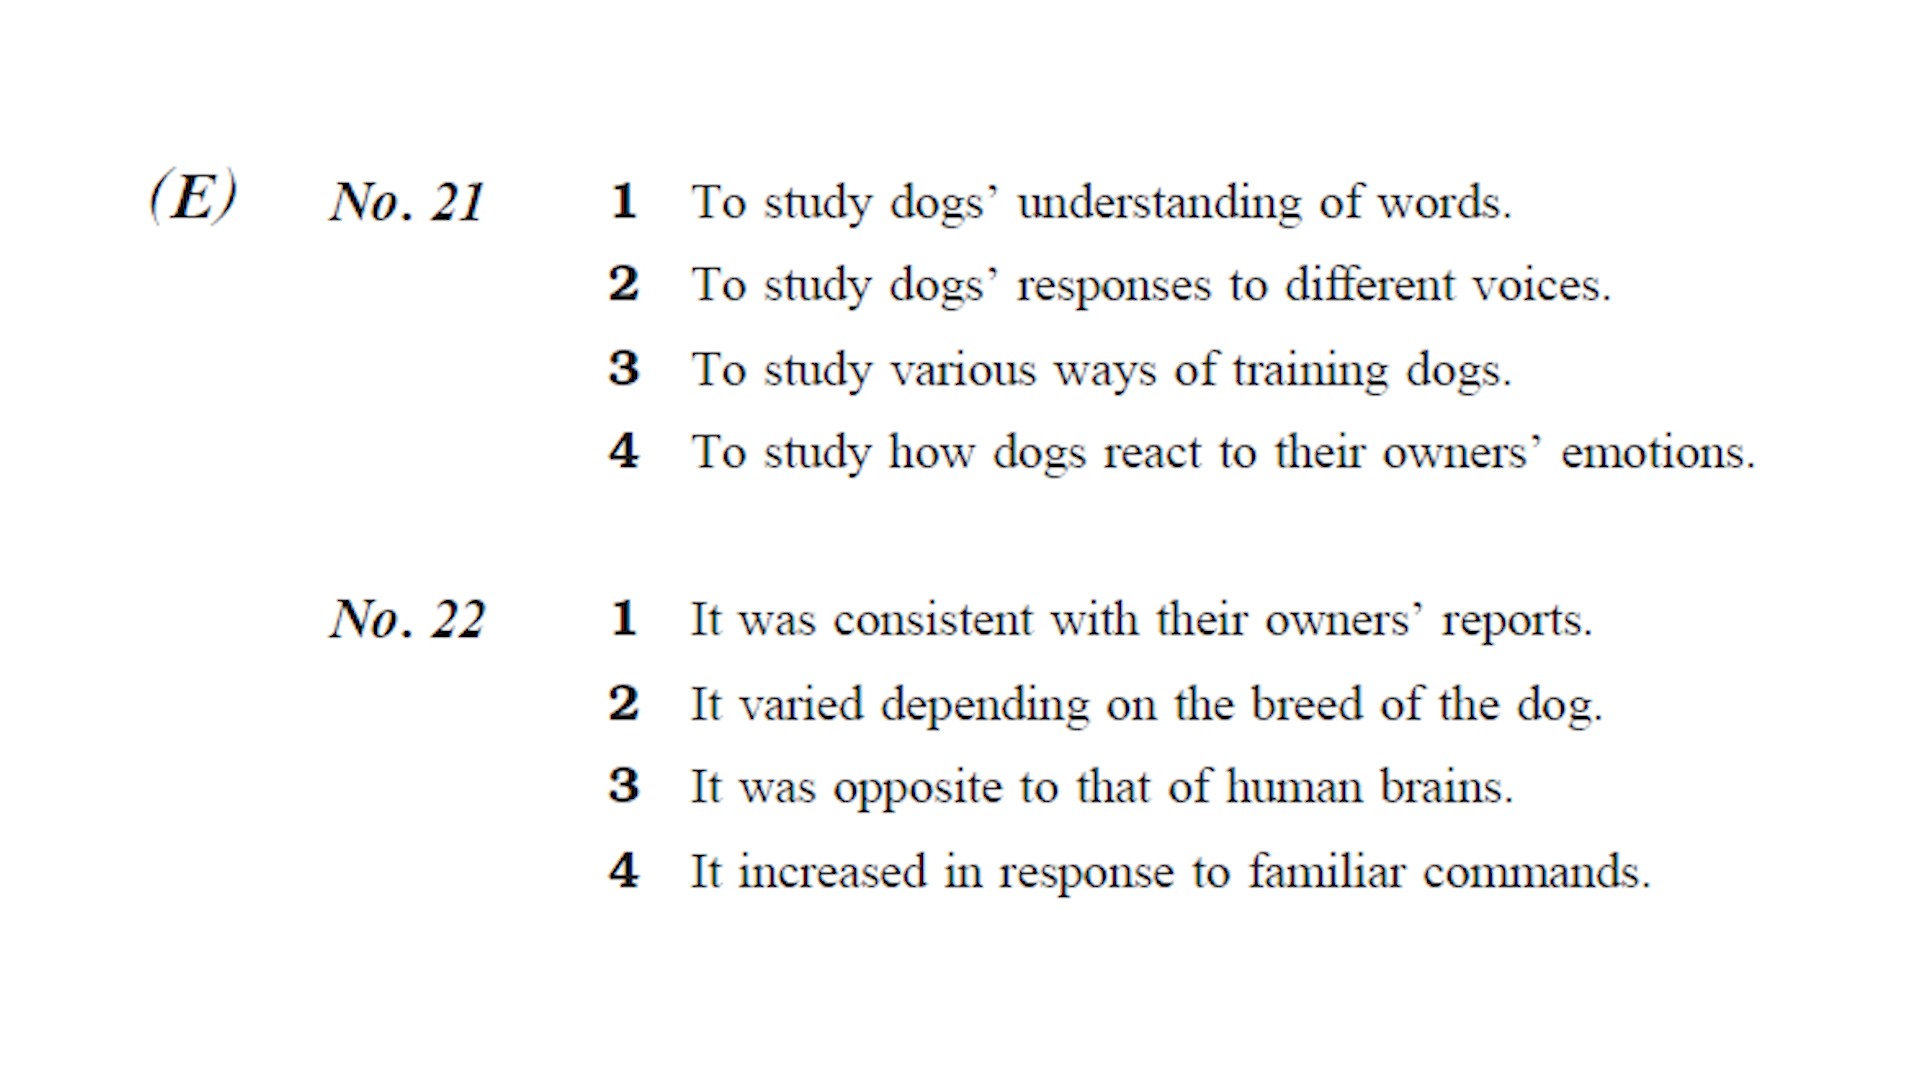 (E) No. 21 1 To study dogs’ understanding of words.
2 To study dogs’ responses to different voices.
3 To study various ways of training dogs.
4 To study how dogs react to their owners’ emotions.
No. 22 1 It was consistent with their owners’ reports.
2 It varied depending on the breed of the dog.
3 It was opposite to that of human brains.
4 It increased in response to familiar commands.